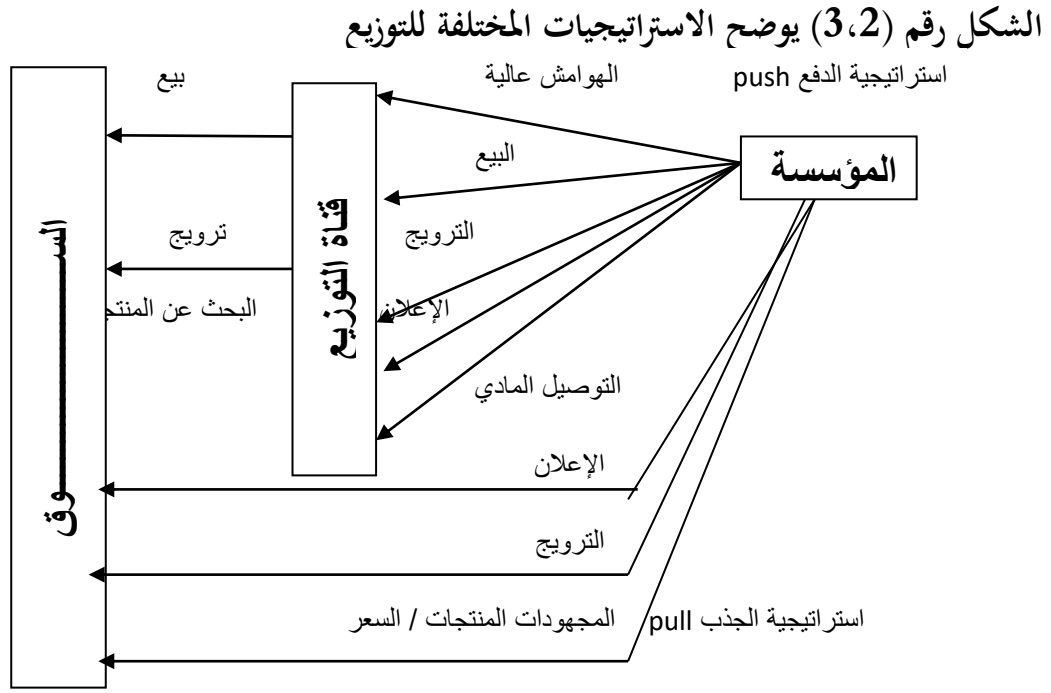 الشكل رقم (3،2) يوضح الاستراتيجيات المختلفة للتوزيع
استراتيجية الدفع push
الهوامش عالية
بيع
المؤسسة
البيع
الترويج
ترويج
قناة التوزيع
الســـــــوق
الإعلان
البحث عن المنتج
التوصيل المادي
الإعلان
الترويج
استراتيجية الجذب pull
المجهودات المنتجات / السعر